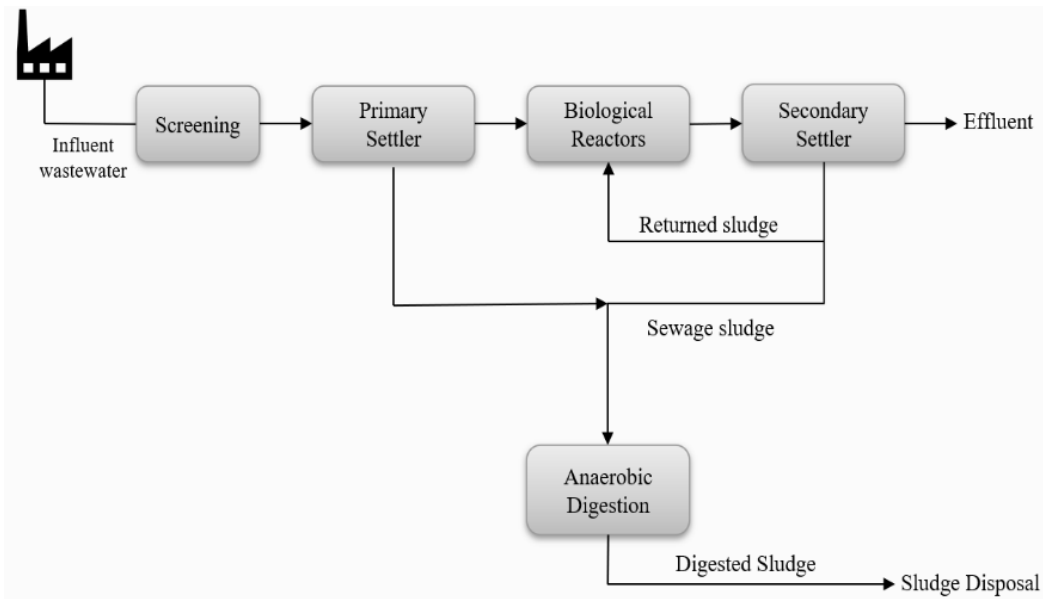 Screening
Primary
Settler
Biological
Reactors
Secondary
Settler
Effluent
Influent
wastewater
Returned sludge
Sewage sludge
Anaerobic
Digestion
Digested Sludge
Sludge Disposal